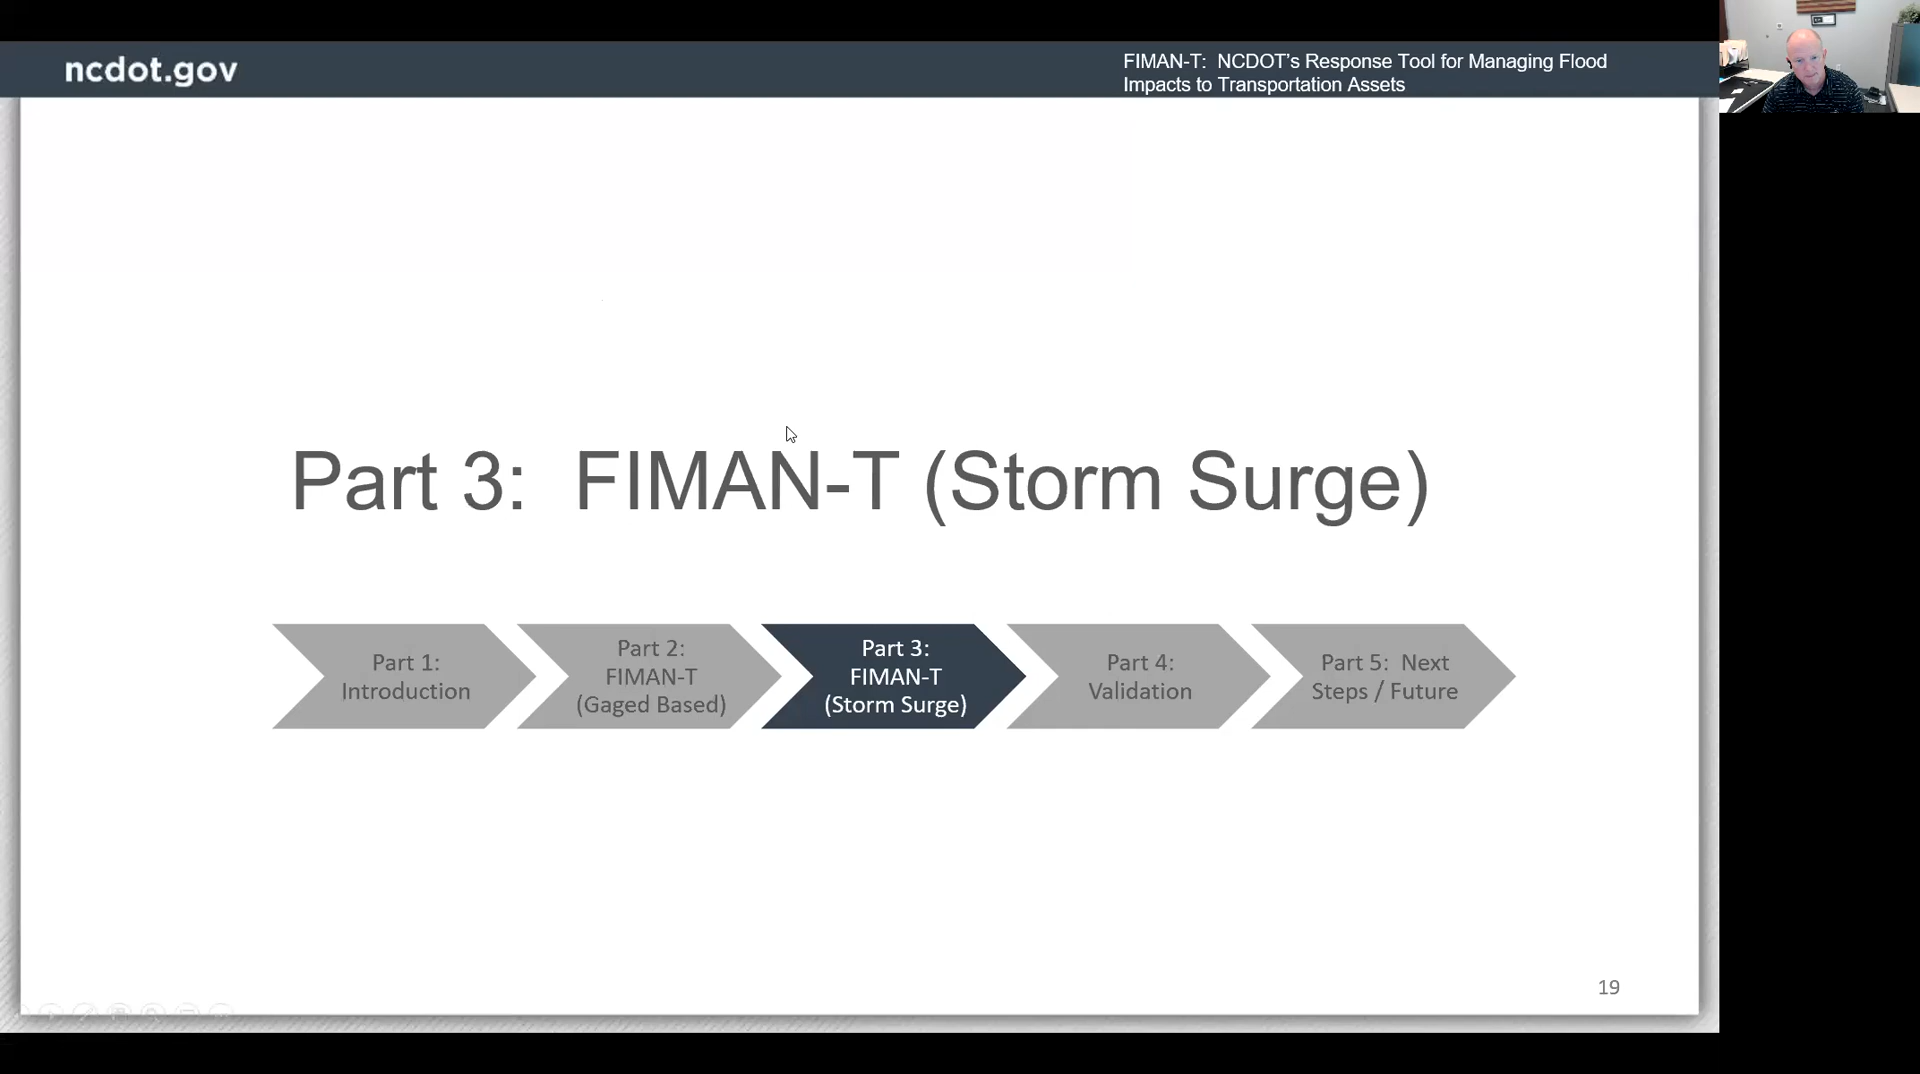 ncdot.gov
FIMAN-T:  NCDOT's Response Tool for Managing Flood
Impacts to Transportation Assets
Part 3:  FIMAN-T (Storm Surge)
Part 1:
Introduction
Part 2:
FIMAN-T
(Gaged Based)
Part 3:
FIMAN-T
(Storm Surge)
Part 4:
Validation
Part 5:  Next
Steps / Future
19